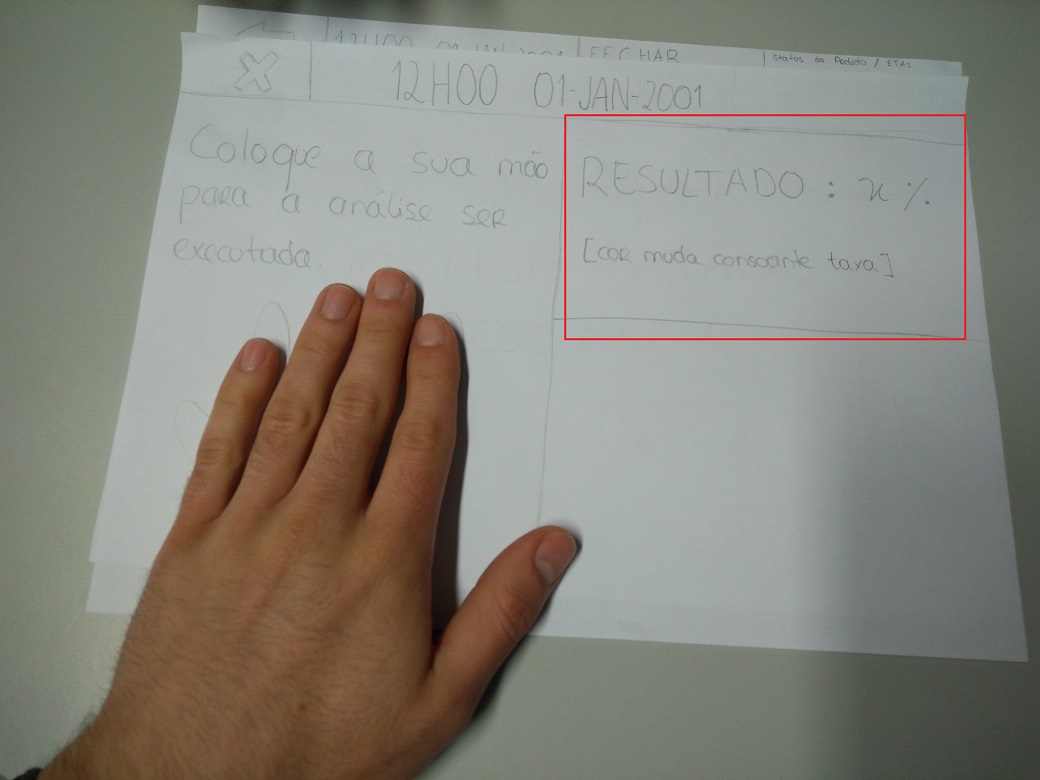 12H00 01-JAN-2001 FECHAR Status do Pedido / ETA:
X 12H00 01-JAN-2001
Coloque a sua mão
para a análise ser
executada.
RESULTADO : x %.
[cor muda consoante taxa]